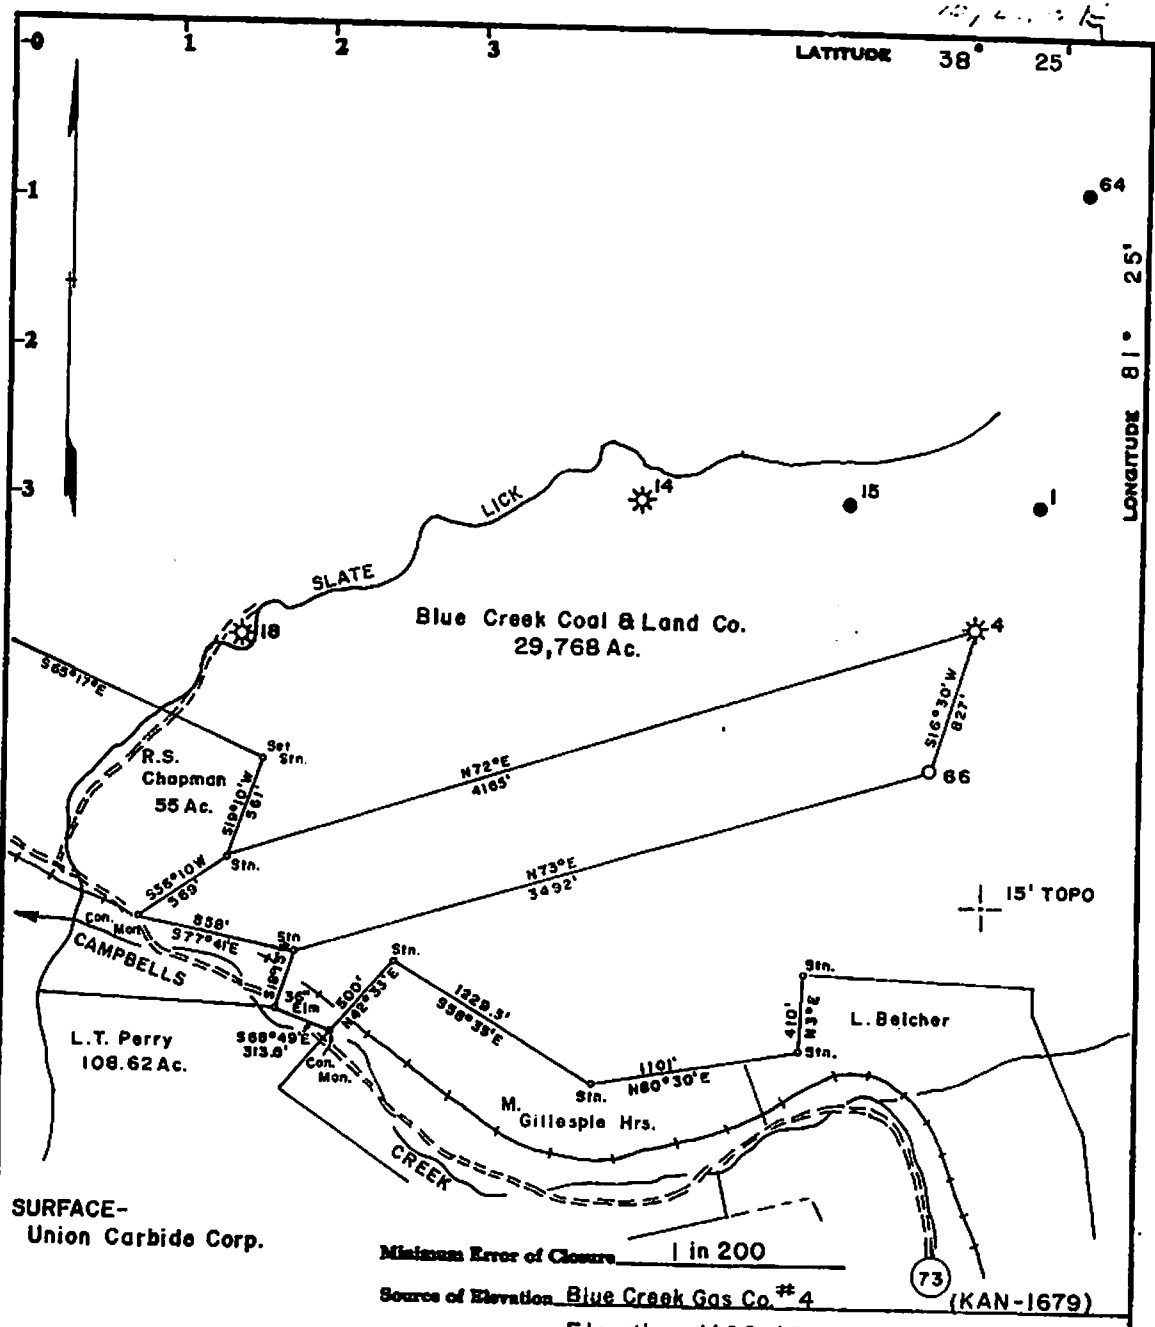 0 1 2 3 LATITUDE 38° 25'
1
2
3
64
LONGITUDE 81° 25'
14
15
1
LICK
SLATE
18
Blue Creek Coal & Land Co.
29,768 Ac.
4
S65°17'E
S16°30'W
827'
Set
Stn.
R.S.
Chapman
55 Ac.
S19°10'W
561'
N72°E
4165'
66
Stn.
N73°E
3492'
S56°10W
569'
15' TOPO
858'
S77°41'E
Con.
Mon.
Stn
CAMPBELLS
Stn.
Stn.
36"
Elm
500'
N42°33'E
1229.5'
S58°35'E
410'
N3°E
L. Belcher
L.T. Perry
108.62 Ac.
S68°49'E
313.6'
Con.
Mon.
Stn.
1101'
N80°30'E
Stn.
M.
Gillespie Hrs.
CREEK
SURFACE-
Union Carbide Corp.
Minimum Error of Closure 1 in 200
73
Source of Elevation Blue Creek Gas Co. #4
(KAN-1679)